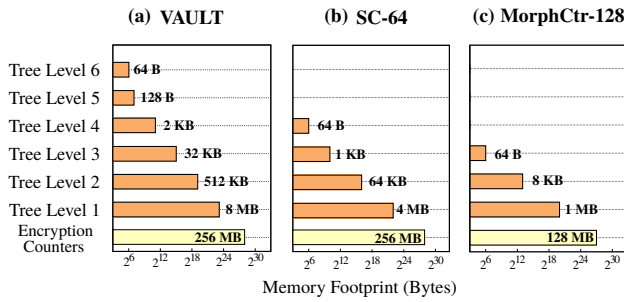 (a) VAULT (b) SC-64 (c) MorphCtr-128
Tree Level 6 64 B
Tree Level 5 128 B
Tree Level 4 2 KB 64 B
Tree Level 3 32 KB 1 KB 64 B
Tree Level 2 512 KB 64 KB 8 KB
Tree Level 1 8 MB 4 MB 1 MB
Encryption
Counters 256 MB 256 MB 128 MB
2^6 2^12 2^18 2^24 2^30 2^6 2^12 2^18 2^24 2^30 2^6 2^12 2^18 2^24 2^30
Memory Footprint (Bytes)